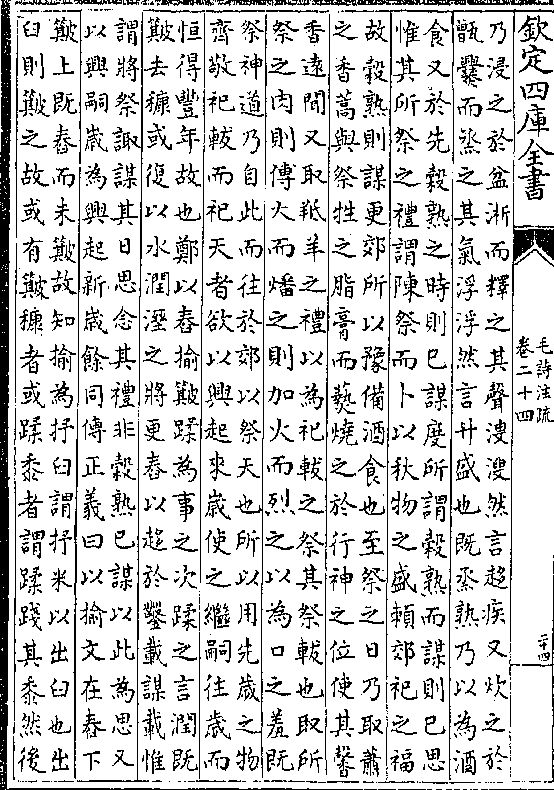 欽定四庫全書
毛詩注疏
卷二十四
二十四
乃浸之於盆淅而釋之其聲溲溲然言趨疾又炊之於
甑爨而烝之其氣浮浮然言升盛也既烝熟乃以為酒
食又於先穀熟之時則已謀度所謂穀熟而謀則已思
惟其所祭之禮謂陳祭而卜以秋物之盛賴郊祀之福
故穀熟則謀更郊所以豫備酒食也至祭之日乃取蕭
之香蒿與祭牲之脂膏而爇燒之於行神之位使其馨
香遠聞又取羝羊之禮以為祀軷之祭其祭軷也取所
祭之肉則傅火而燔之則加火而烈之以為口之羞既
祭神道乃自此而往於郊以祭天也所以用先歲之物
齊敬祀軷而祀天者欲以興起來歲使之繼嗣往歲而
恒得豐年故也鄭以舂揄簸蹂為事之次蹂之言潤既
簸去糠或復以水潤溼之將更舂以趨於鑿載謀載惟
謂將祭諏謀其日思念其禮非穀熟已謀以此為思又
以興嗣歲為興起新歲餘同傳正義曰以揄文在舂下
簸上既舂而未簸故知揄為抒臼謂抒米以出臼也出
臼則簸之故或有簸糠者或蹂黍者謂蹂踐其黍然後